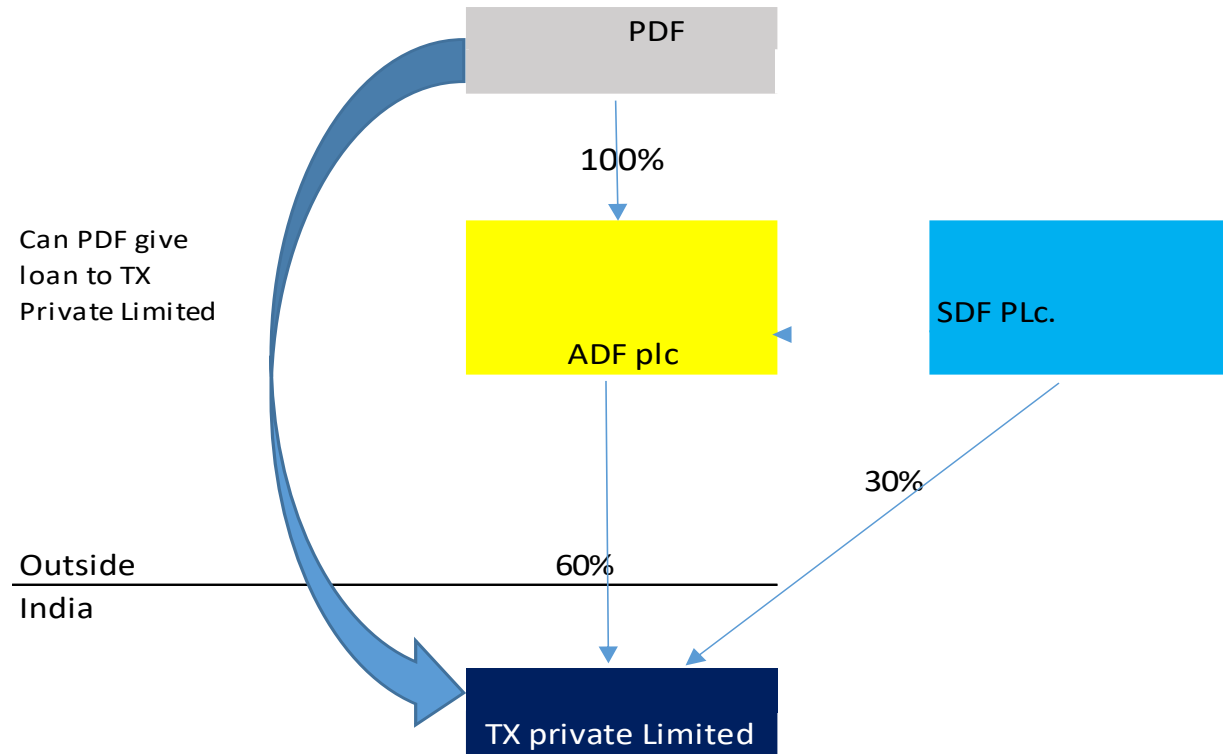 PDF
100%
Can PDF give
loan to TX
Private Limited
SDF PLc.
ADF plc
30%
Outside
60%
India
TX private Limited